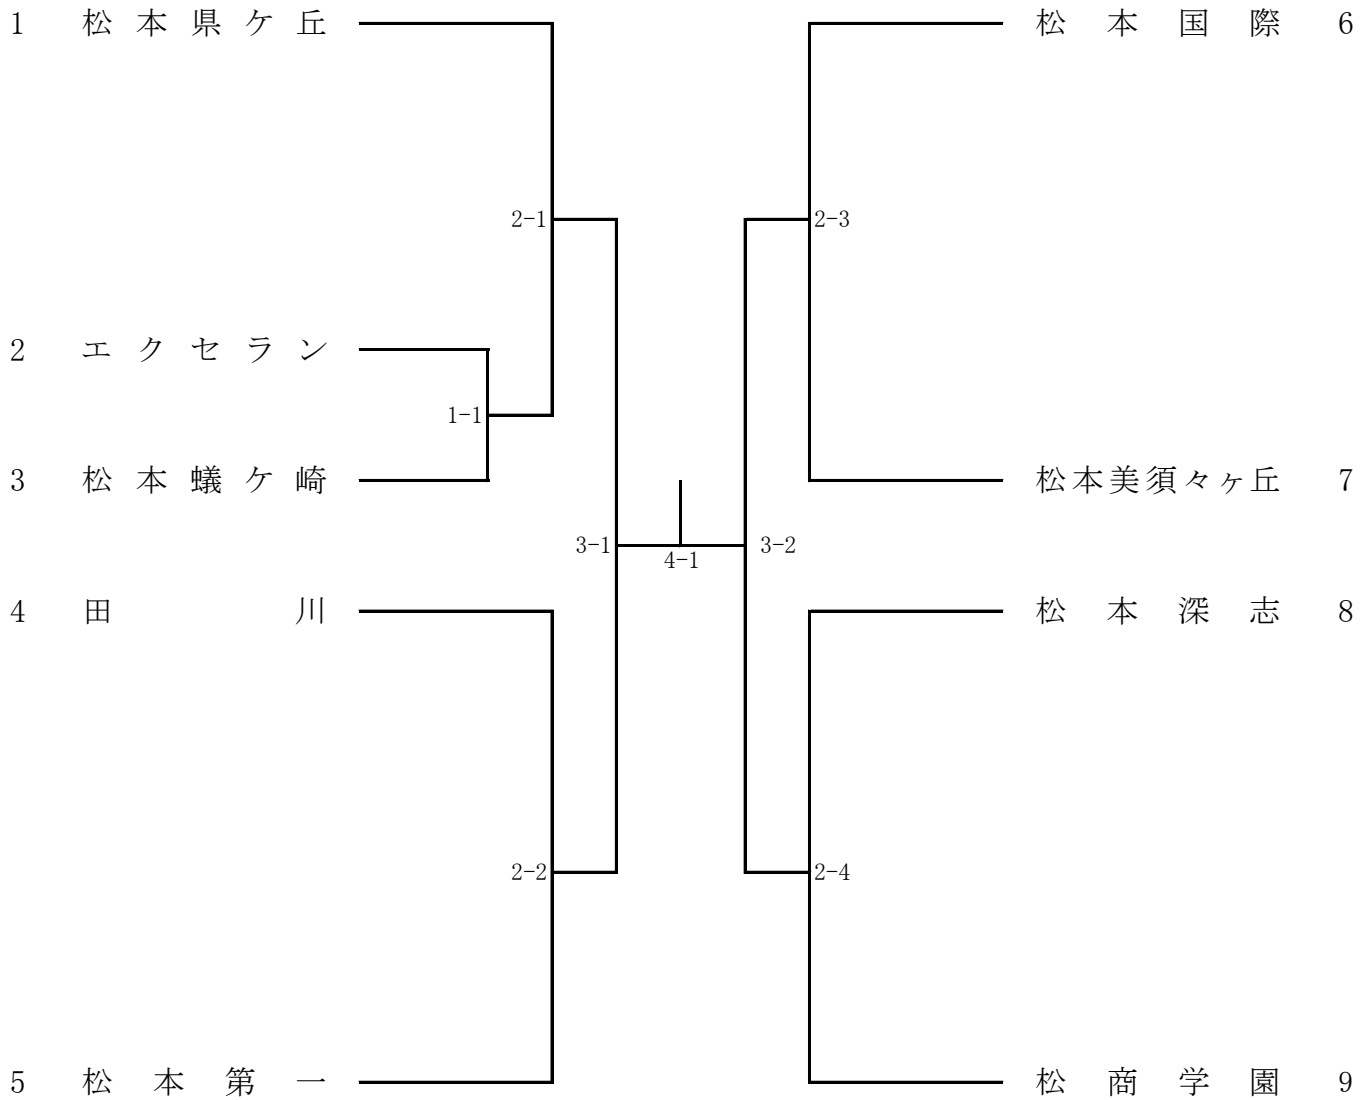 1 松本県ケ丘 松本国際 6
2-1 2-3
2 エクセラン
1-1
3 松本蟻ケ崎 松本美須々ヶ丘 7
3-1 4-1 3-2
4 田川 松本深志 8
2-2 2-4
5 松本第一 松商学園 9